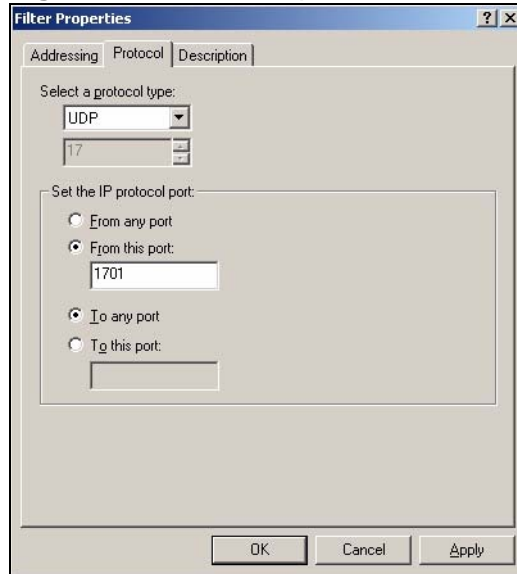 Filter Properties
Addressing Protocol Description
Select a protocol type:
UDP
17
Set the IP protocol port:
From any port
From this port:
1701
To any port
To this port:
OK Cancel Apply